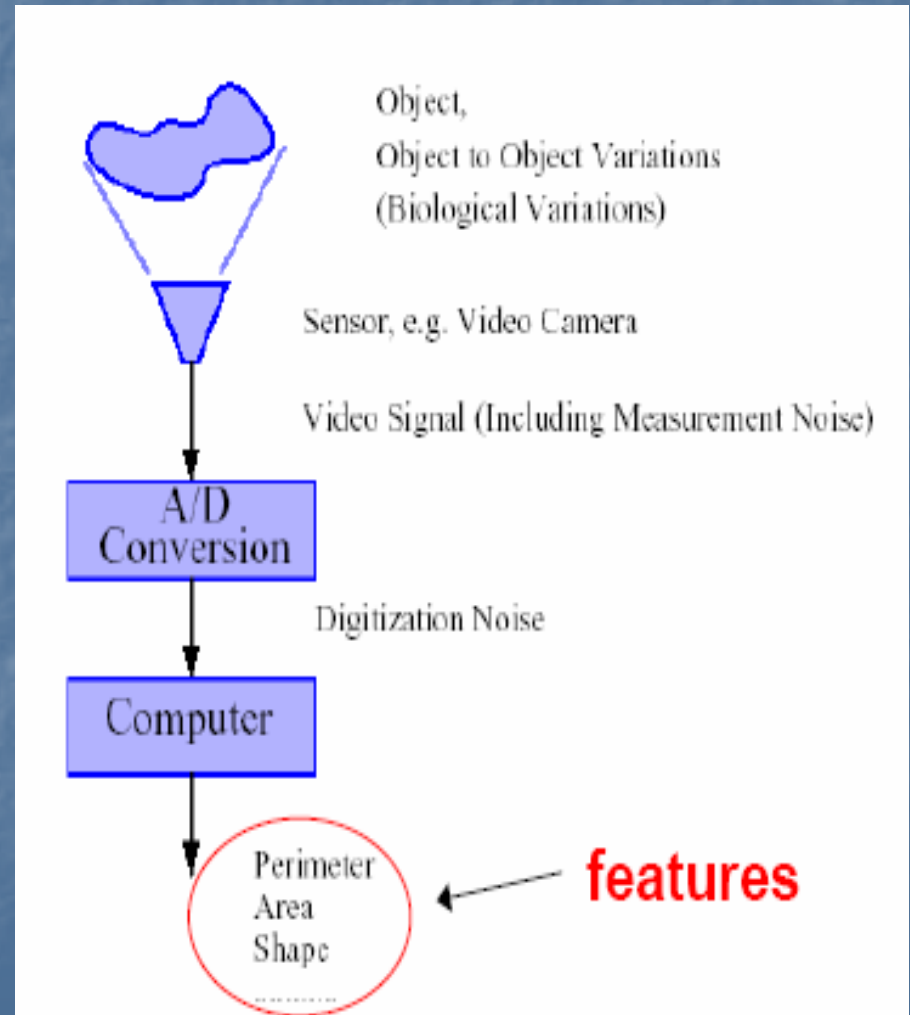 Object,
Object to Object Variations
(Biological Variations)
Sensor, e.g. Video Camera
Video Signal (Including Measurement Noise)
A/D
Conversion
Digitization Noise
Computer
Perimeter
Area
Shape
...........
features